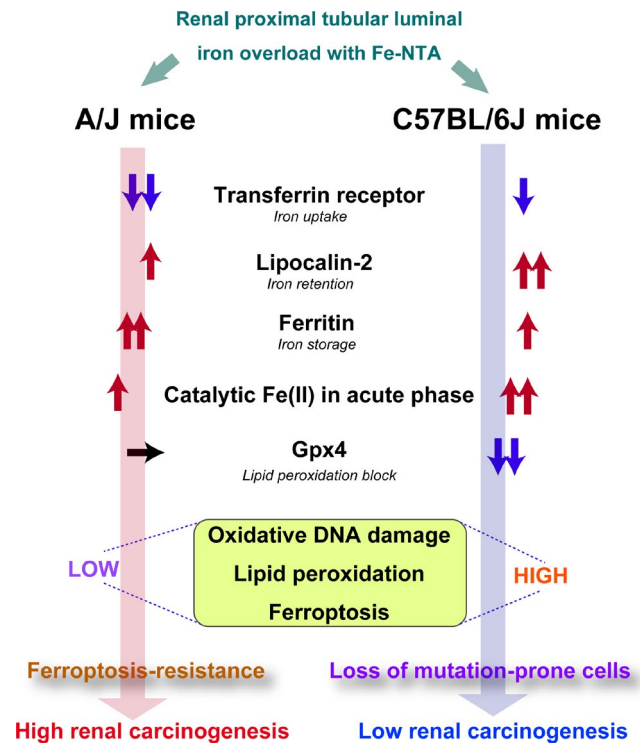 Renal proximal tubular luminal
iron overload with Fe-NTA
A/J mice
C57BL/6J mice
Transferrin receptor
Iron uptake
Lipocalin-2
Iron retention
Ferritin
Iron storage
Catalytic Fe(II) in acute phase
Gpx4
Lipid peroxidation block
Oxidative DNA damage
LOW
Lipid peroxidation
HIGH
Ferroptosis
Ferroptosis-resistance
Loss of mutation-prone cells
High renal carcinogenesis
Low renal carcinogenesis